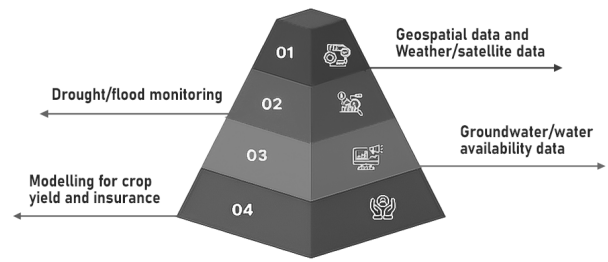 01
Geospatial data and
Weather/satellite data
Drought/flood monitoring
02
03
Groundwater/water
availability data
Modelling for crop
yield and insurance
04